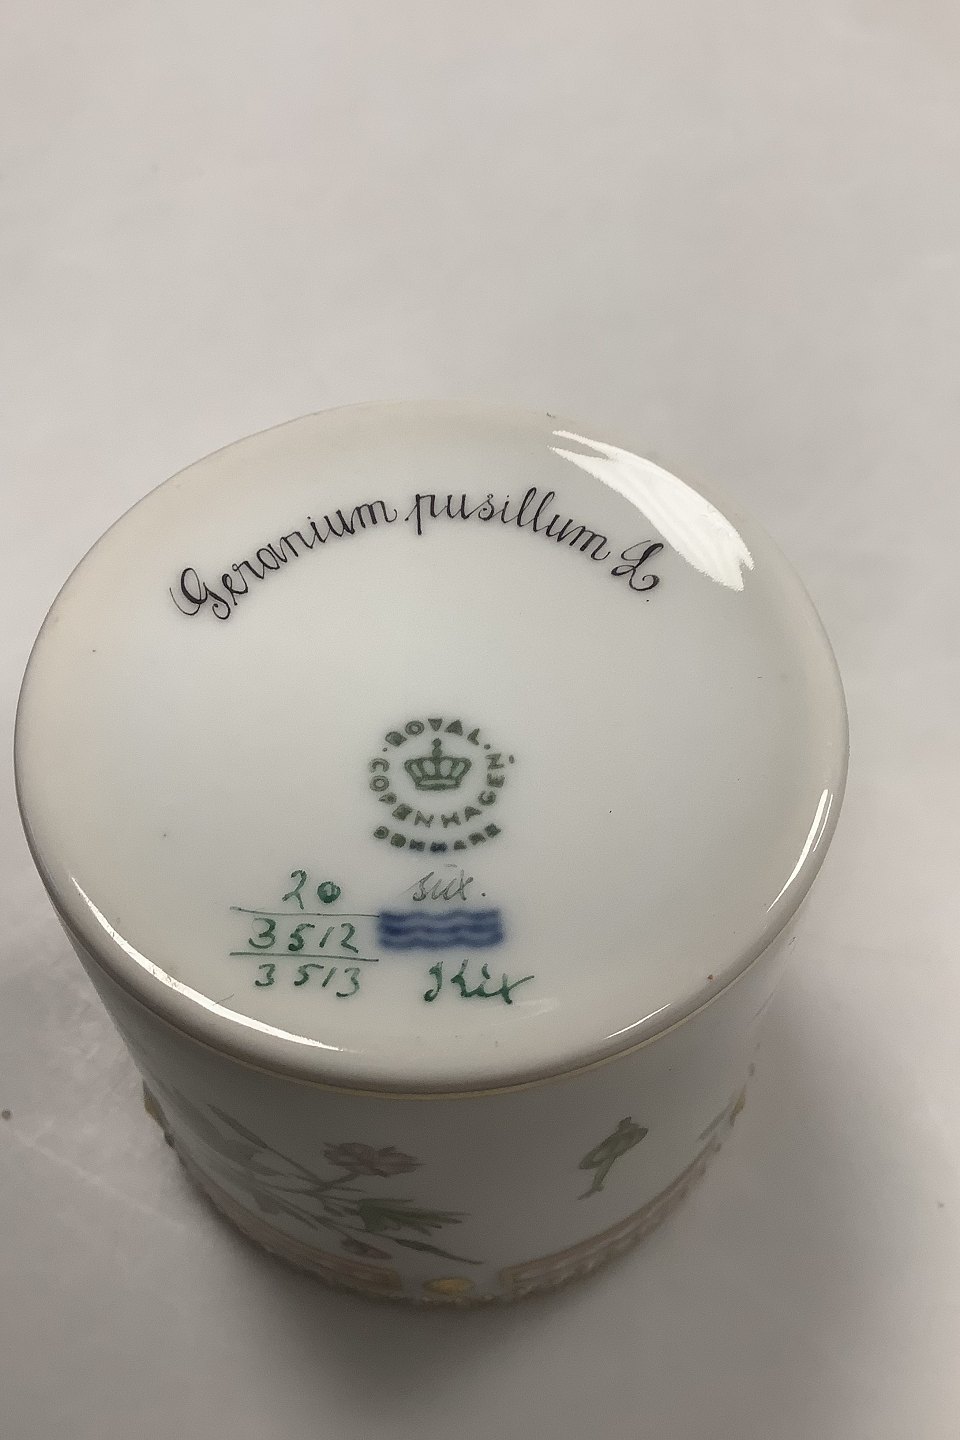 Geranium pusillum L.
ROYAL COPENHAGEN
DENMARK
20
3512
3513